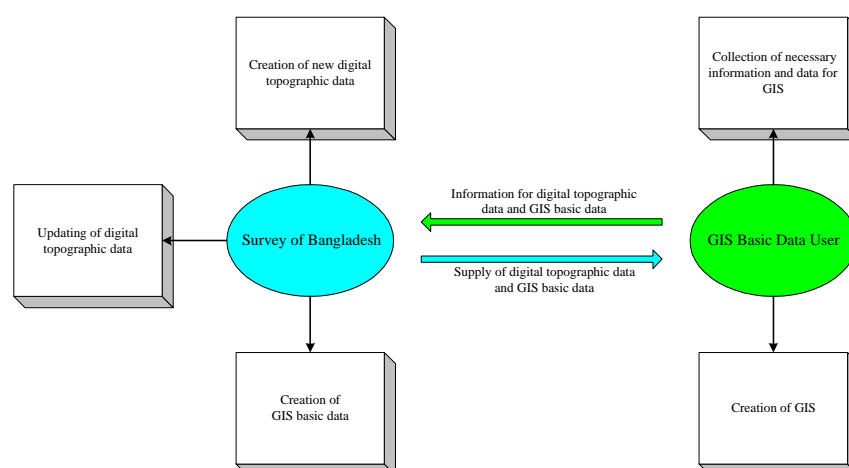 Creation of new digital
topographic data
Collection of necessary
information and data for
GIS
Information for digital topographic
data and GIS basic data
Updating of digital
topographic data
Survey of Bangladesh
GIS Basic Data User
Supply of digital topographic data
and GIS basic data
Creation of
GIS basic data
Creation of GIS